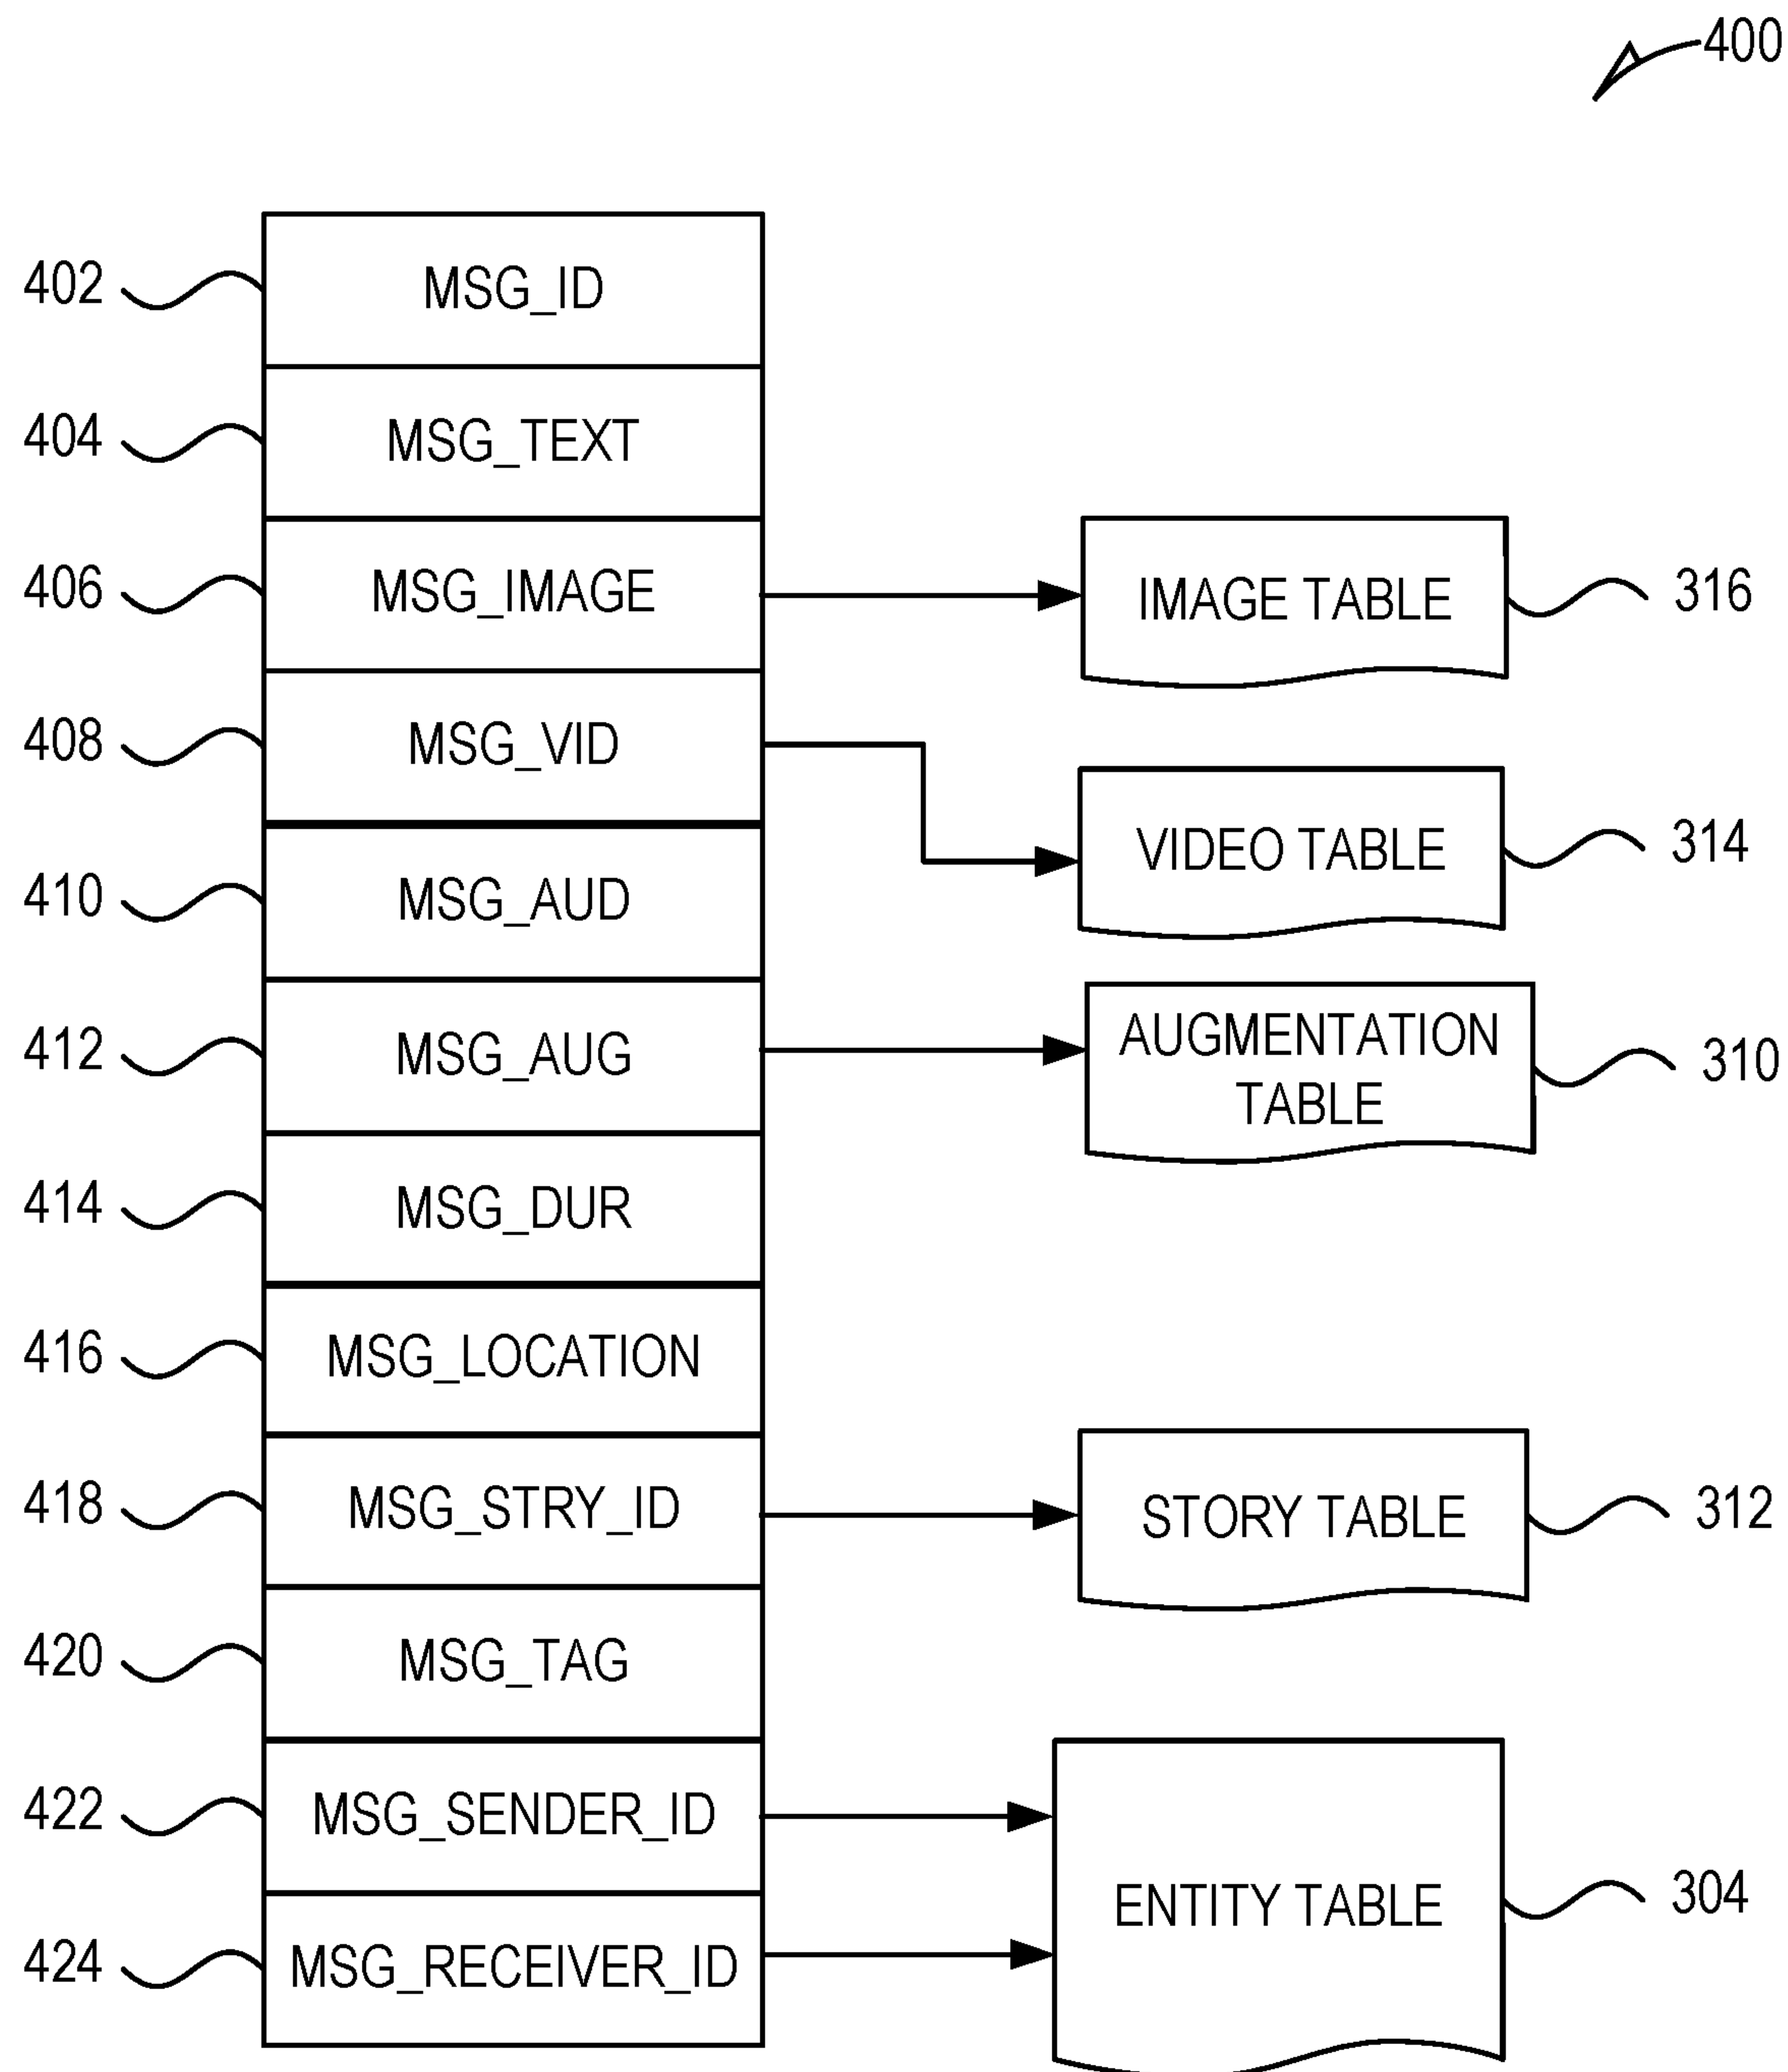 400
402 MSG_ID
404 MSG_TEXT
406 MSG_IMAGE IMAGE TABLE 316
408 MSG_VID VIDEO TABLE 314
410 MSG_AUD
412 MSG_AUG AUGMENTATION
TABLE 310
414 MSG_DUR
416 MSG_LOCATION
418 MSG_STRY_ID STORY TABLE 312
420 MSG_TAG
422 MSG_SENDER_ID
ENTITY TABLE 304
424 MSG_RECEIVER_ID